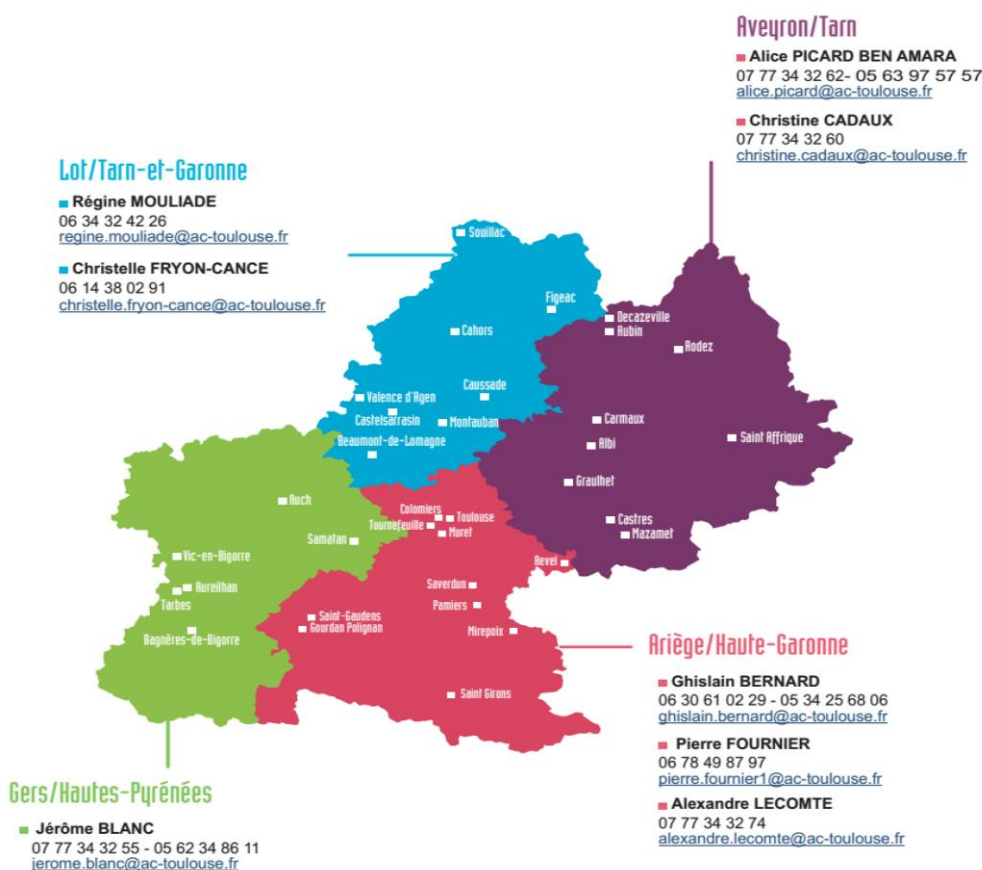 Aveyron/Tarn
Alice PICARD BEN AMARA
07 77 34 32 62- 05 63 97 57 57
alice.picard@ac-toulouse.fr
Christine CADAUX
07 77 34 32 60
christine.cadaux@ac-toulouse.fr
Lot/Tarn-et-Garonne
Régine MOULIADE
06 34 32 42 26
regine.mouliade@ac-toulouse.fr
Christelle FRYON-CANCE
06 14 38 02 91
christelle.fryon-cance@ac-toulouse.fr
Souillac
Figeac
Cahors
Caussade
Valence d'Agen
Castelsarrasin
Montauban
Beaumont-de-Lomagne
Decazeville
Aubin
Rodez
Carmaux
Albi
Saint Affrique
Graulhet
Castres
Mazamet
Auch
Samatan
Vic-en-Bigorre
Aureilhan
Tarbes
Bagnères-de-Bigorre
Colomiers
Toulouse
Tournefeuille
Muret
Revel
Saverdun
Pamiers
Saint-Gaudens
Gourdan Polignan
Mirepoix
Saint Girons
Ariège/Haute-Garonne
Ghislain BERNARD
06 30 61 02 29 - 05 34 25 68 06
ghislain.bernard@ac-toulouse.fr
Pierre FOURNIER
06 78 49 87 97
pierre.fournier1@ac-toulouse.fr
Alexandre LECOMTE
07 77 34 32 74
alexandre.lecomte@ac-toulouse.fr
Gers/Hautes-Pyrénées
Jérôme BLANC
07 77 34 32 55 - 05 62 34 86 11
jerome.blanc@ac-toulouse.fr